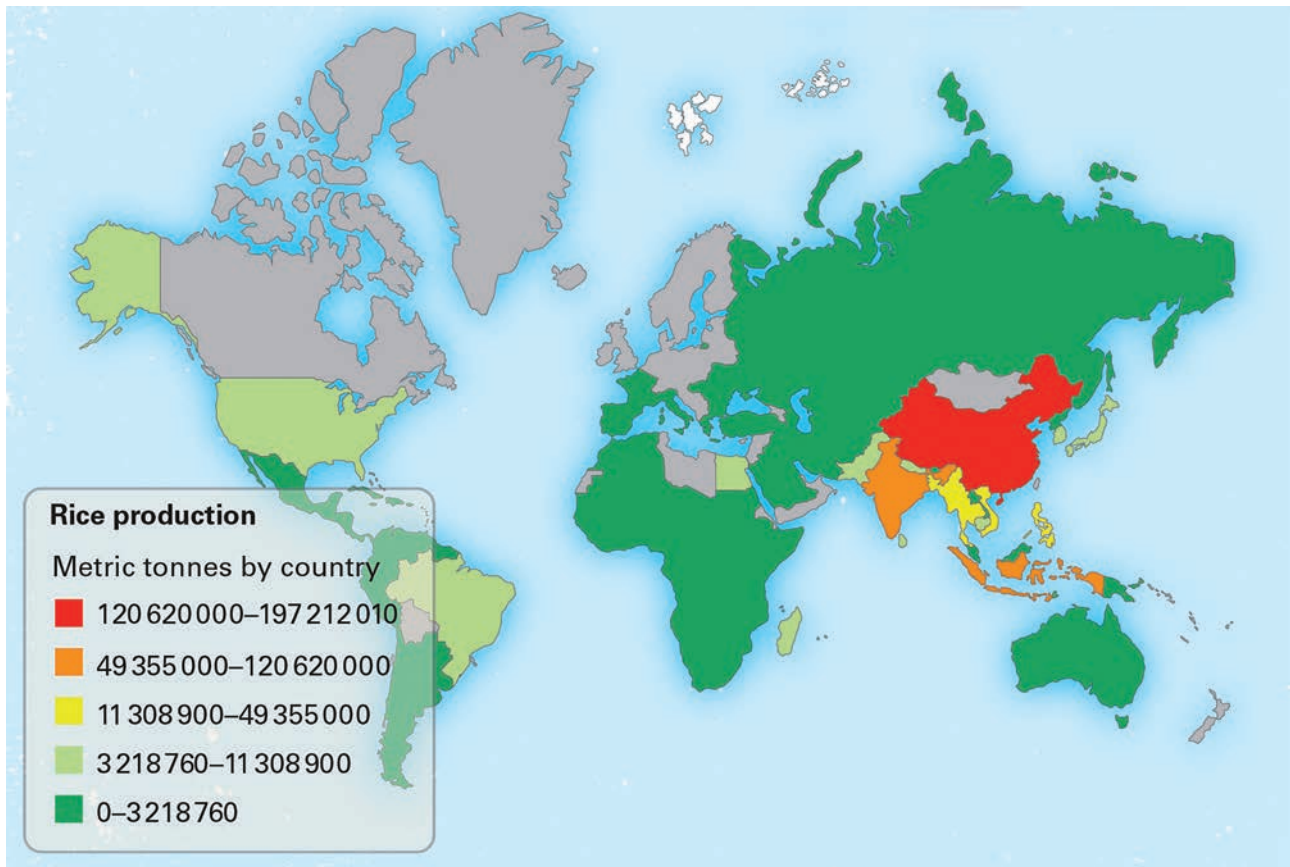 Rice production
Metric tonnes by country
120 620 000–197 212 010
49 355 000–120 620 000
11 308 900–49 355 000
3 218 760–11 308 900
0–3 218 760